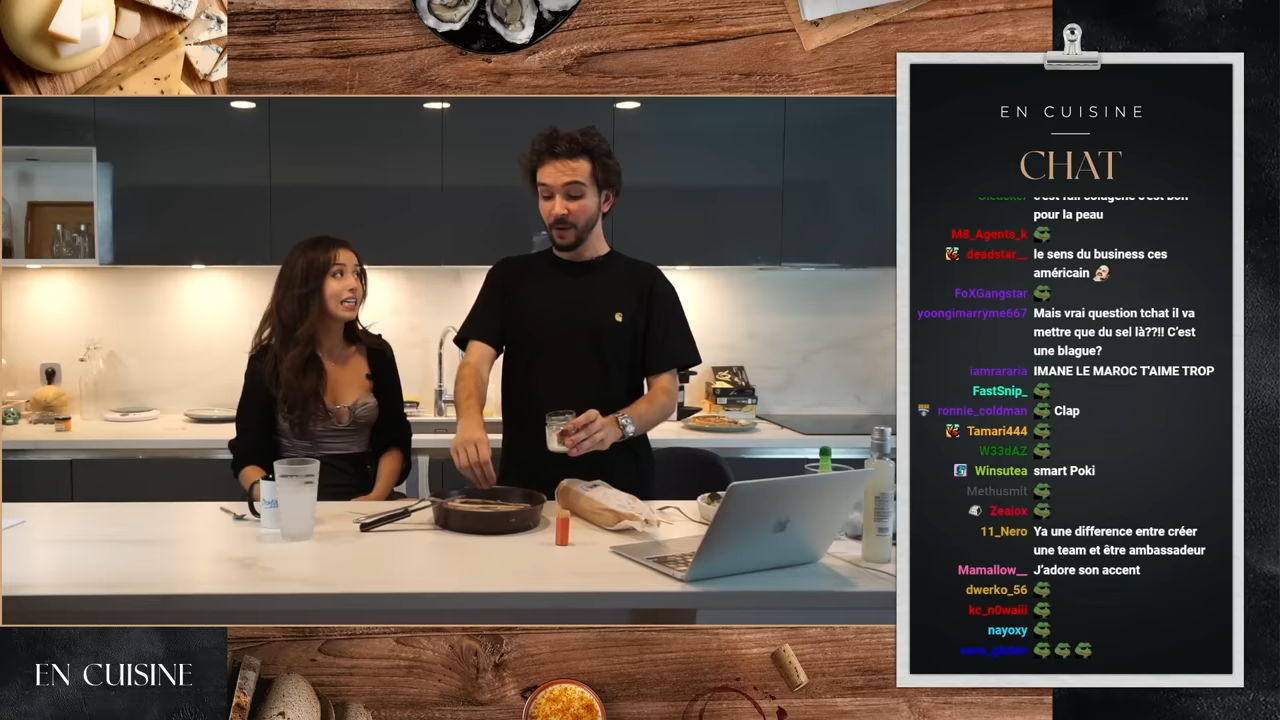 EN CUISINE
CHAT
pour la peau
M8_Agents_k
deadstar__ le sens du business ces
américain
FoXGangstar
yoongimarryme667 Mais vrai question tchat il va
mettre que du sel là??!! C'est
une blague?
iamrararia IMANE LE MAROC T'AIME TROP
FastSnip_
ronnie_coldman Clap
Tamari444
W33dAZ
Winsutea smart Poki
Methusmit
Zealox
11_Nero Ya une difference entre créer
une team et être ambassadeur
Mamallow__ J'adore son accent
dwerko_56
kc_n0waiii
nayoxy
EN CUISINE